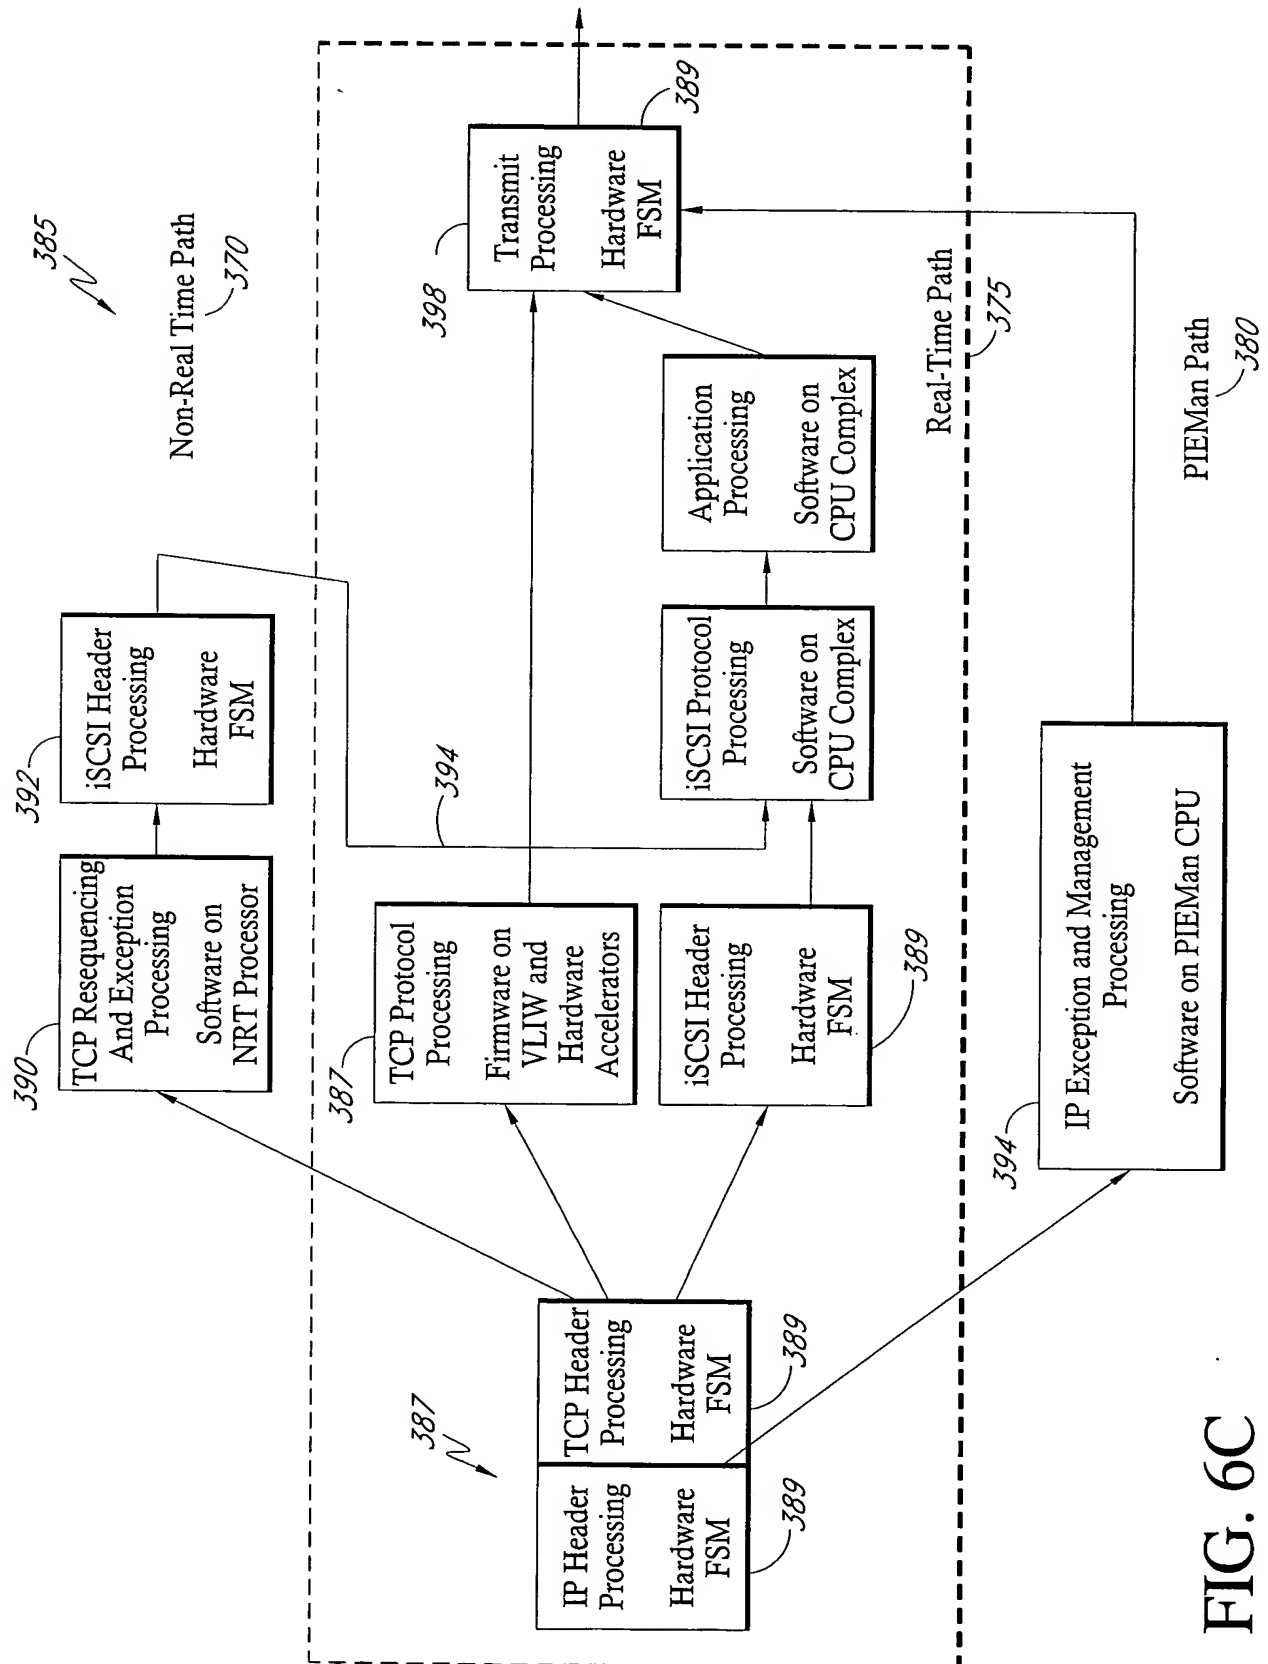 385
Non-Real Time Path
370
390
TCP Resequencing
And Exception
Processing
Software on
NRT Processor
392
iSCSI Header
Processing
Hardware
FSM
387
IP Header
Processing
Hardware
FSM
389
TCP Header
Processing
Hardware
FSM
389
387
TCP Protocol
Processing
Firmware on
VLIW and
Hardware
Accelerators
394
iSCSI Header
Processing
Hardware
FSM
389
iSCSI Protocol
Processing
Software on
CPU Complex
Application
Processing
Software on
CPU Complex
398
Transmit
Processing
Hardware
FSM
389
Real-Time Path
375
394
IP Exception and Management
Processing
Software on PIEMan CPU
PIEMan Path
380
FIG. 6C